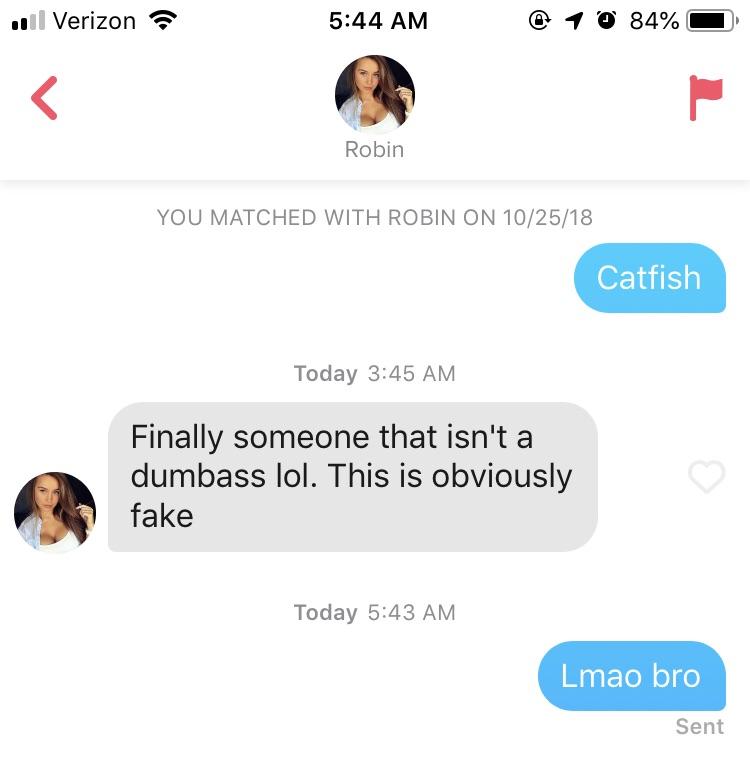 Verizon 5:44 AM 84%
Robin
YOU MATCHED WITH ROBIN ON 10/25/18
Catfish
Today 3:45 AM
Finally someone that isn't a
dumbass lol. This is obviously
fake
Today 5:43 AM
Lmao bro
Sent